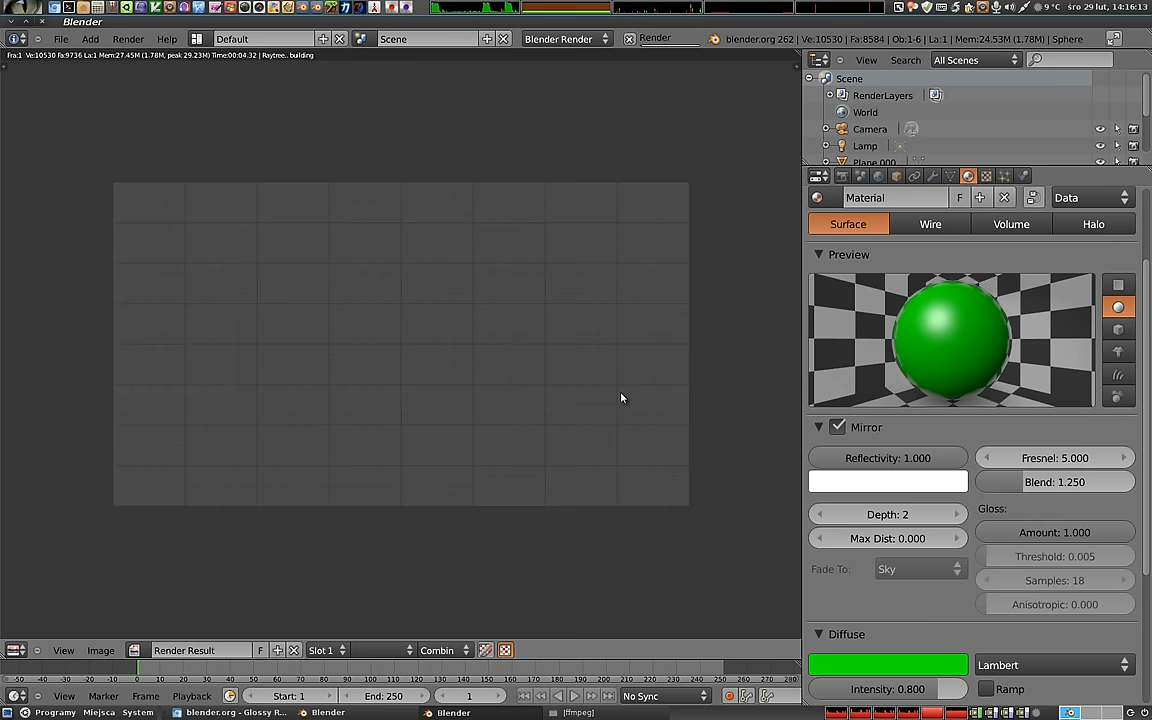 9 °C śro 29 lut, 14:16:13
Blender
File Add Render Help Default Scene Blender Render Render blender.org 262 | Ve:10530 | Fa:8584 | Ob:1-6 | La:1 | Mem:24.53M (1.78M) | Sphere
Fra:1 Ve:10530 Fa:9736 La:1 Mem:27.45M (1.78M, peak 29.23M) Time:00:04.32 | Raytree.. building
View Search All Scenes
Scene
RenderLayers
World
Camera
Lamp
Plane.000
Material F Data
Surface Wire Volume Halo
Preview
Mirror
Reflectivity: 1.000 Fresnel: 5.000
Blend: 1.250
Depth: 2 Gloss:
Max Dist: 0.000 Amount: 1.000
Threshold: 0.005
Fade To: Sky Samples: 18
Anisotropic: 0.000
Diffuse
Lambert
Intensity: 0.800 Ramp
View Image Render Result F Slot 1 Combin
-50 -40 -30 -20 -10 0 10 20 30 40 50 60 70 80 90 100 110 120 130 140 150 160 170 180 190 200 210 220 230 240 250 260 270 280
View Marker Frame Playback Start: 1 End: 250 1 No Sync
Programy Miejsca System blender.org - Glossy R... Blender Blender [ffmpeg]